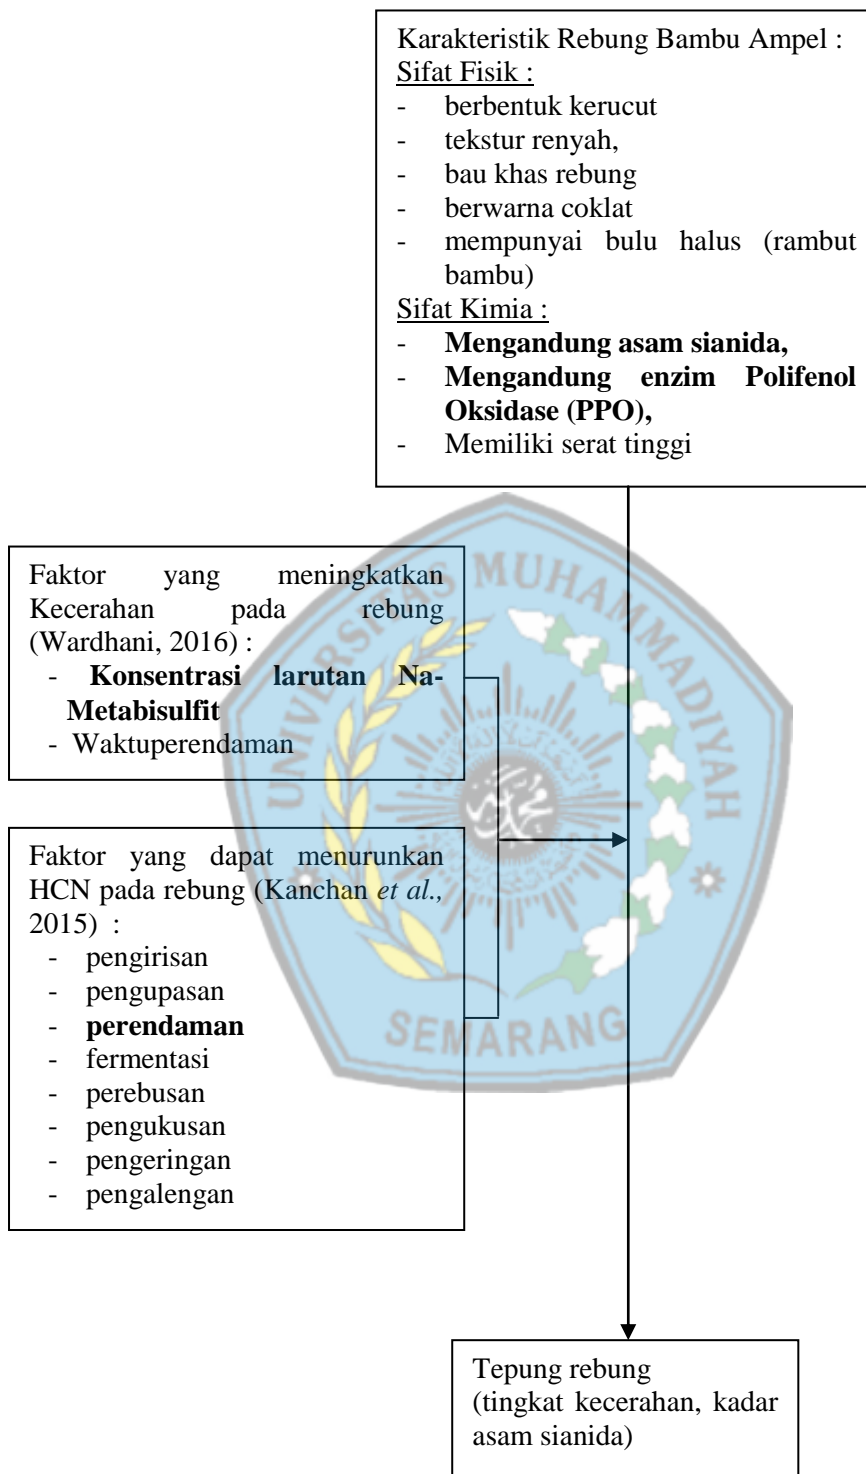 Karakteristik Rebung Bambu Ampel :
Sifat Fisik :
- berbentuk kerucut
- tekstur renyah,
- bau khas rebung
- berwarna coklat
- mempunyai bulu halus (rambut
bambu)
Sifat Kimia :
- Mengandung asam sianida,
- Mengandung enzim Polifenol
Oksidase (PPO),
- Memiliki serat tinggi
Faktor yang meningkatkan
Kecerahan pada rebung
(Wardhani, 2016) :
- Konsentrasi larutan Na-
Metabisulfit
- Waktuperendaman
Faktor yang dapat menurunkan
HCN pada rebung (Kanchan et al.,
2015) :
- pengirisan
- pengupasan
- perendaman
- fermentasi
- perebusan
- pengukusan
- pengeringan
- pengalengan
UNIVERSITAS MUHAMMADIYAH
SEMARANG
Tepung rebung
(tingkat kecerahan, kadar
asam sianida)